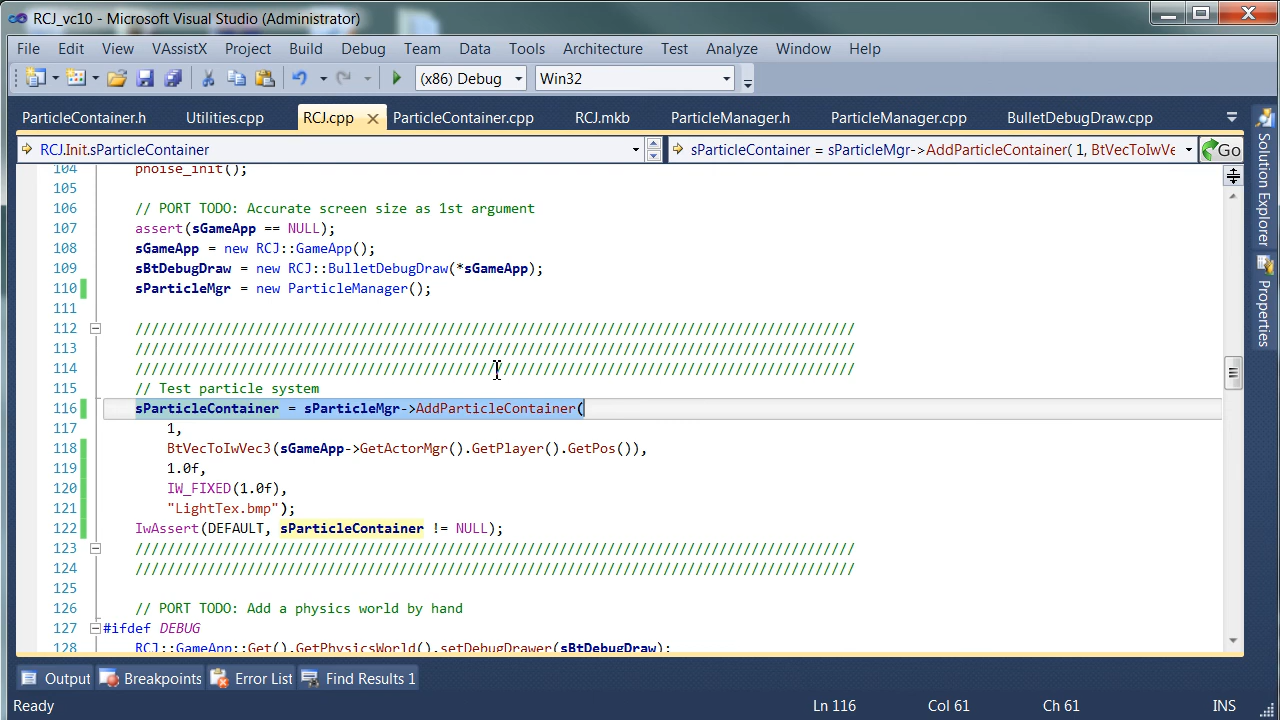 RCJ_vc10 - Microsoft Visual Studio (Administrator)
File Edit View VAssistX Project Build Debug Team Data Tools Architecture Test Analyze Window Help
(x86) Debug Win32
ParticleContainer.h Utilities.cpp RCJ.cpp ParticleContainer.cpp RCJ.mkb ParticleManager.h ParticleManager.cpp BulletDebugDraw.cpp
RCJ.Init.sParticleContainer sParticleContainer = sParticleMgr->AddParticleContainer( 1, BtVecToIwVe Go
104 pnoise_init();
105
106 // PORT TODO: Accurate screen size as 1st argument
107 assert(sGameApp == NULL);
108 sGameApp = new RCJ::GameApp();
109 sBtDebugDraw = new RCJ::BulletDebugDraw(*sGameApp);
110 sParticleMgr = new ParticleManager();
111
112 //////////////////////////////////////////////////////////////////////////////////////////
113 //////////////////////////////////////////////////////////////////////////////////////////
114 //////////////////////////////////////////////////////////////////////////////////////////
115 // Test particle system
116 sParticleContainer = sParticleMgr->AddParticleContainer(
117 1,
118 BtVecToIwVec3(sGameApp->GetActorMgr().GetPlayer().GetPos()),
119 1.0f,
120 IW_FIXED(1.0f),
121 "LightTex.bmp");
122 IwAssert(DEFAULT, sParticleContainer != NULL);
123 //////////////////////////////////////////////////////////////////////////////////////////
124 //////////////////////////////////////////////////////////////////////////////////////////
125
126 // PORT TODO: Add a physics world by hand
127 #ifdef DEBUG
128 RCJ::GameApp::Get().GetPhysicsWorld().setDebugDrawer(sBtDebugDraw);
Solution Explorer
Properties
Output Breakpoints Error List Find Results 1
Ready Ln 116 Col 61 Ch 61 INS